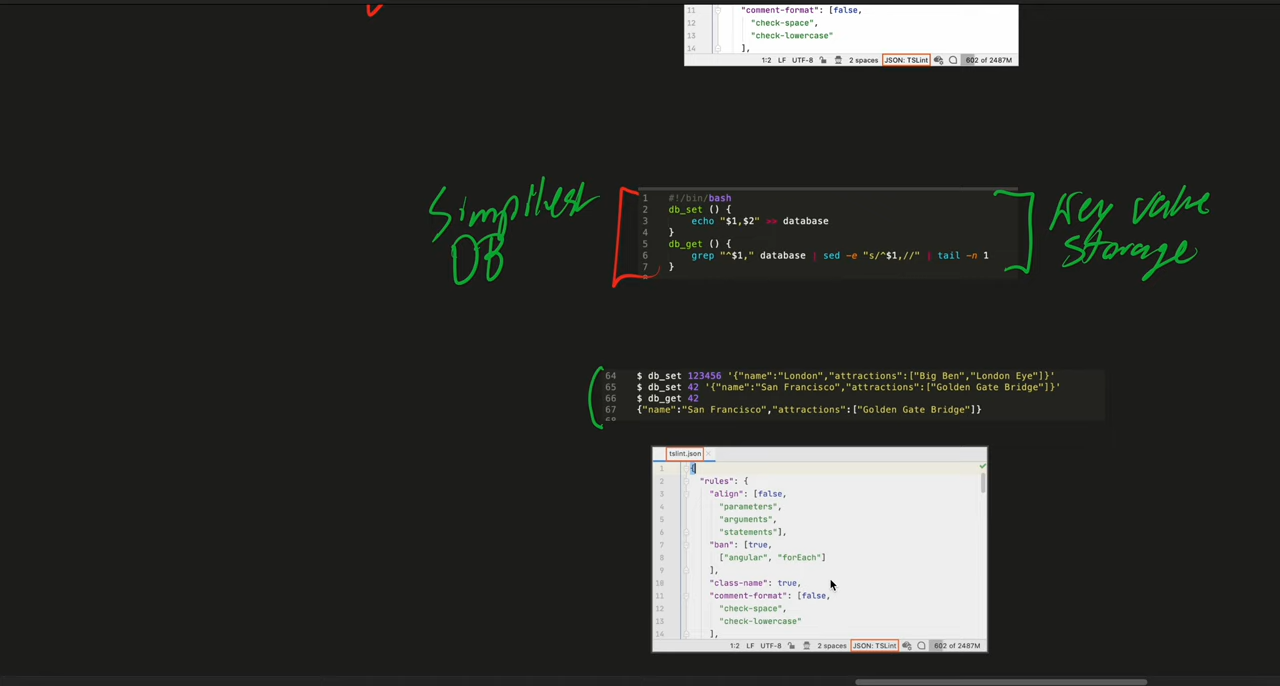 11 "comment-format": [false,
12 "check-space",
13 "check-lowercase"
14 ],
1:2 LF UTF-8 2 spaces JSON: TSLint 602 of 2487M
Simpllest
DB
1 #!/bin/bash
2 db_set () {
3 echo "$1,$2" >> database
4 }
5 db_get () {
6 grep "^$1," database | sed -e "s/^$1,//" | tail -n 1
7 }
8
Key value
storage
64 $ db_set 123456 '{"name":"London","attractions":["Big Ben","London Eye"]}'
65 $ db_set 42 '{"name":"San Francisco","attractions":["Golden Gate Bridge"]}'
66 $ db_get 42
67 {"name":"San Francisco","attractions":["Golden Gate Bridge"]}
68
tslint.json
1 {
2 "rules": {
3 "align": [false,
4 "parameters",
5 "arguments",
6 "statements"],
7 "ban": [true,
8 ["angular", "forEach"]
9 ],
10 "class-name": true,
11 "comment-format": [false,
12 "check-space",
13 "check-lowercase"
14 ],
1:2 LF UTF-8 2 spaces JSON: TSLint 602 of 2487M